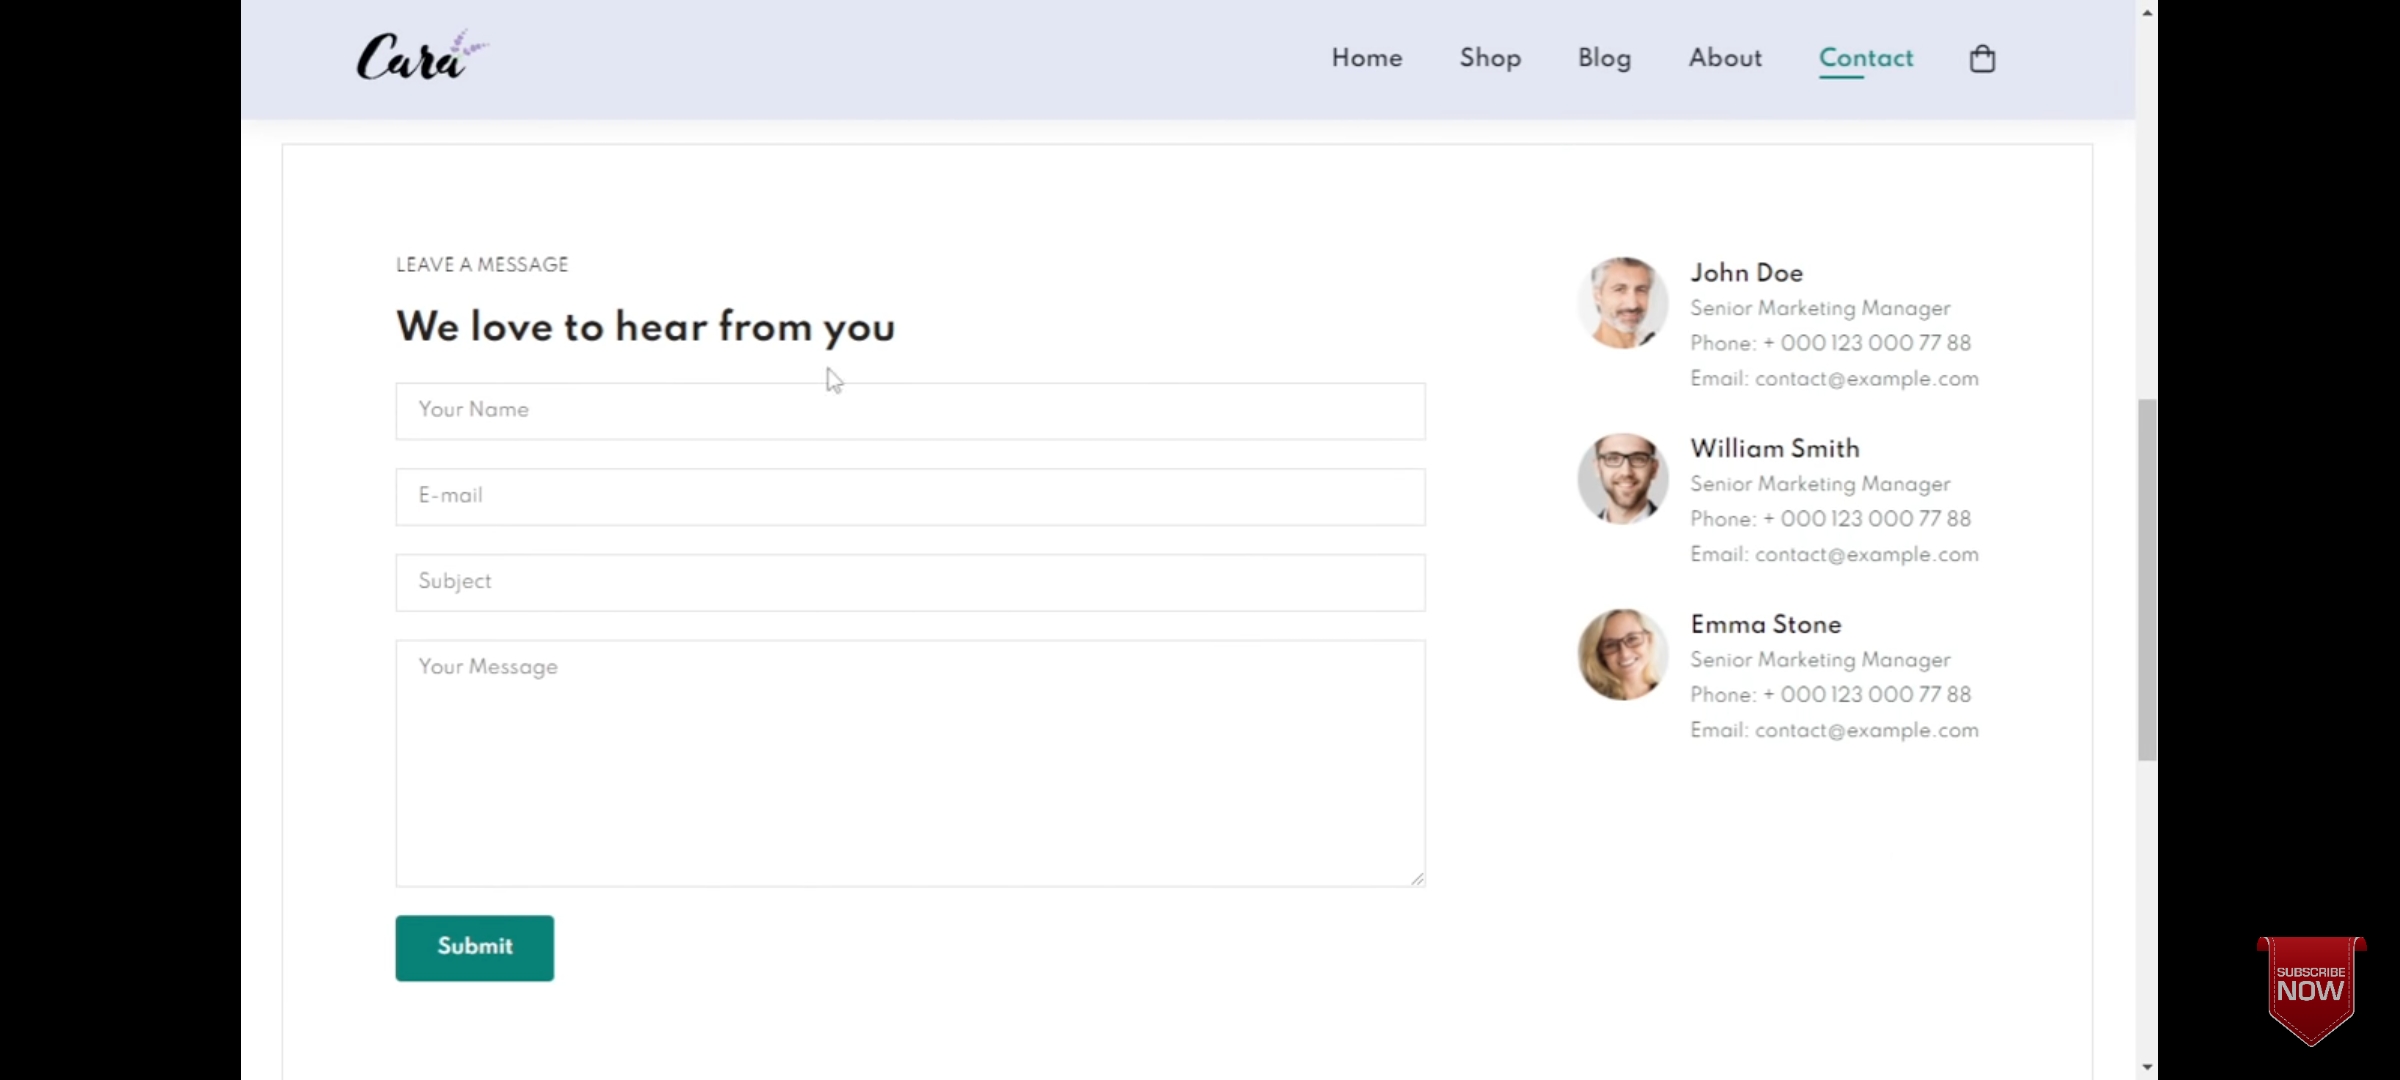 Cara
Home Shop Blog About Contact
LEAVE A MESSAGE
We love to hear from you
Your Name
E-mail
Subject
Your Message
Submit
John Doe
Senior Marketing Manager
Phone: + 000 123 000 77 88
Email: contact@example.com
William Smith
Senior Marketing Manager
Phone: + 000 123 000 77 88
Email: contact@example.com
Emma Stone
Senior Marketing Manager
Phone: + 000 123 000 77 88
Email: contact@example.com
SUBSCRIBE
NOW